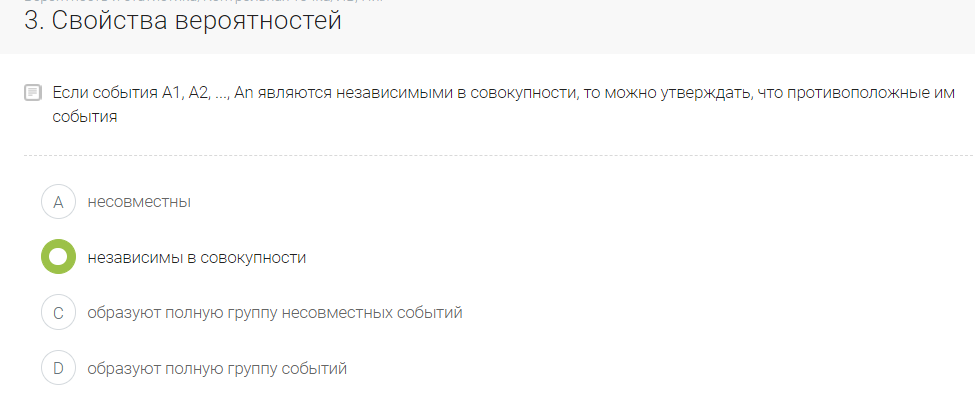 3. Свойства вероятностей
Если события A1, A2, ..., An являются независимыми в совокупности, то можно утверждать, что противоположные им
события
A несовместны
независимы в совокупности
C образуют полную группу несовместных событий
D образуют полную группу событий